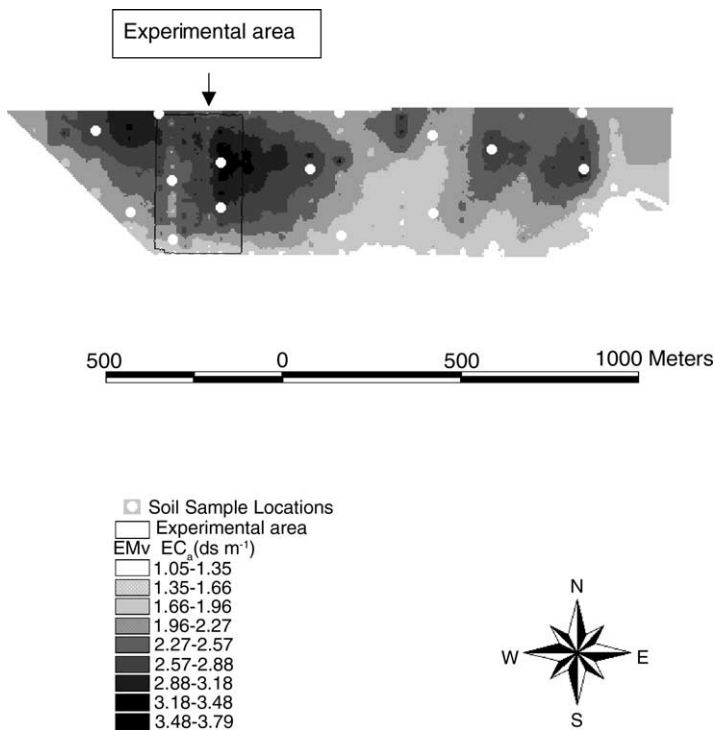 Experimental area
500 0 500 1000 Meters
Soil Sample Locations
Experimental area
EMv ECa(ds m-1)
1.05-1.35
1.35-1.66
1.66-1.96
1.96-2.27
2.27-2.57
2.57-2.88
2.88-3.18
3.18-3.48
3.48-3.79
N
W E
S